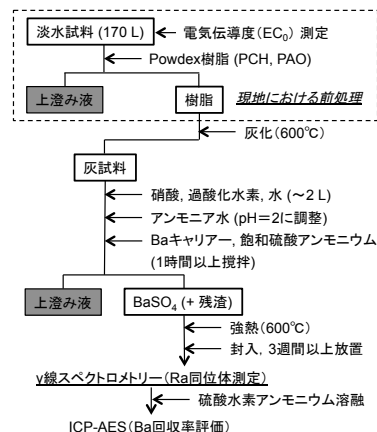 淡水試料 (170 L)
電気伝導度(EC₀) 測定
Powdex樹脂 (PCH, PAO)
上澄み液
樹脂
現地における前処理
灰化(600℃)
灰試料
硝酸, 過酸化水素, 水 (～2 L)
アンモニア水 (pH=2に調整)
Baキャリアー, 飽和硫酸アンモニウム
(1時間以上撹拌)
上澄み液
BaSO₄ (+ 残渣)
強熱(600℃)
封入, 3週間以上放置
γ線スペクトロメトリー(Ra同位体測定)
硫酸水素アンモニウム溶融
ICP-AES(Ba回収率評価)